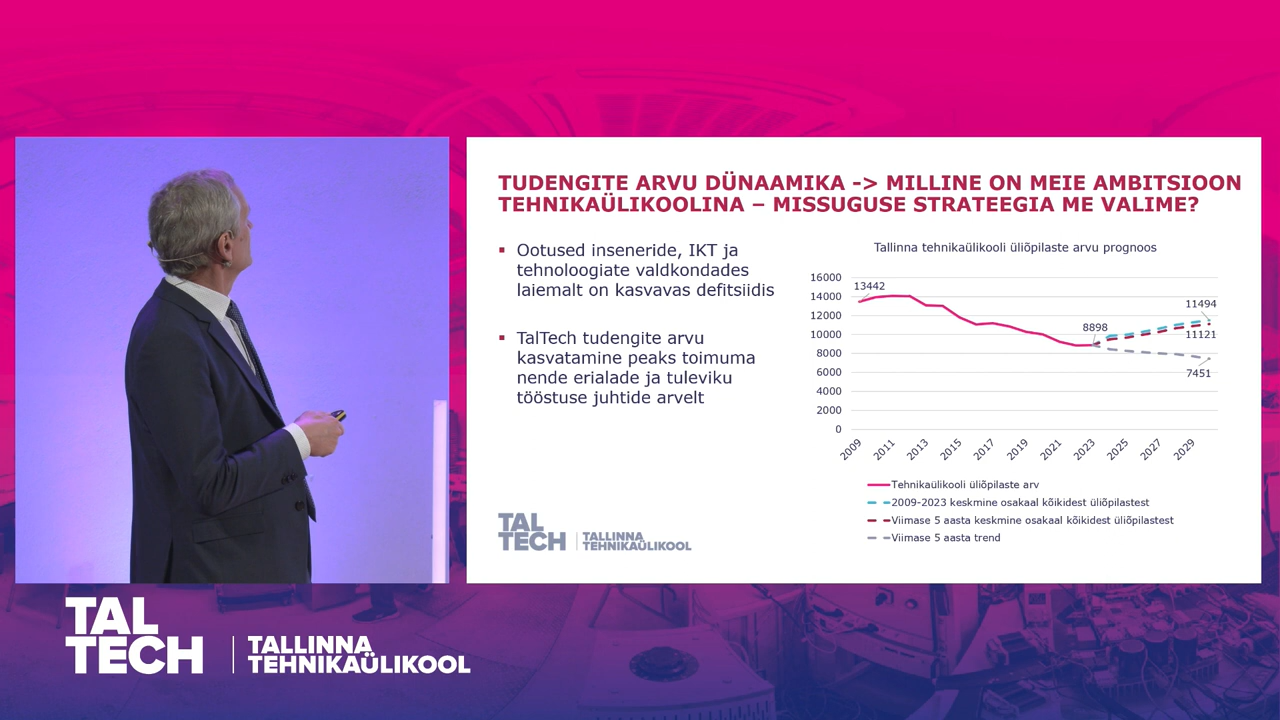 TUDENGITE ARVU DÜNAAMIKA -> MILLINE ON MEIE AMBITSIOON
TEHNIKAÜLIKOOLINA – MISSUGUSE STRATEEGIA ME VALIME?
▪ Ootused inseneride, IKT ja
tehnoloogiate valdkondades
laiemalt on kasvavas defitsiidis
▪ TalTech tudengite arvu
kasvatamine peaks toimuma
nende erialade ja tuleviku
tööstuse juhtide arvelt
Tallinna tehnikaülikooli üliõpilaste arvu prognoos
16000
14000
12000
10000
8000
6000
4000
2000
0
13442
8898
11494
11121
7451
2009
2011
2013
2015
2017
2019
2021
2023
2025
2027
2029
Tehnikaülikooli üliõpilaste arv
2009-2023 keskmine osakaal kõikidest üliõpilastest
Viimase 5 aasta keskmine osakaal kõikidest üliõpilastest
Viimase 5 aasta trend
TAL
TECH
TALLINNA
TEHNIKAÜLIKOOL
TAL
TECH
TALLINNA
TEHNIKAÜLIKOOL